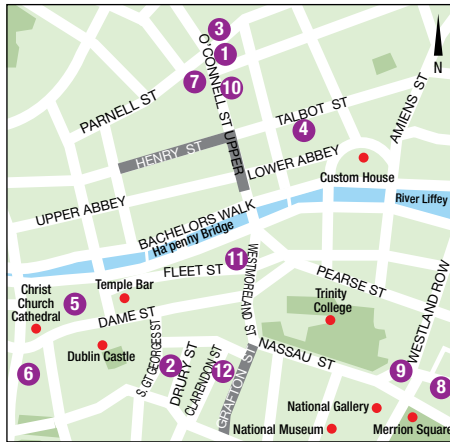 3
O'CONNELL ST UPPER
1
N
7
10
PARNELL ST
TALBOT ST
AMIENS ST
4
HENRY ST
LOWER ABBEY
Custom House
UPPER ABBEY
BACHELORS WALK
River Liffey
Ha'penny Bridge
11
WESTMORELAND ST
FLEET ST
PEARSE ST
Christ
Church
Cathedral
5
Temple Bar
Trinity
College
WESTLAND ROW
DAME ST
NASSAU ST
Dublin Castle
S. GT GEORGES ST
2
DRURY ST
CLARENDON ST
12
GRAFTON ST
6
9
8
National Gallery
National Museum
Merrion Square